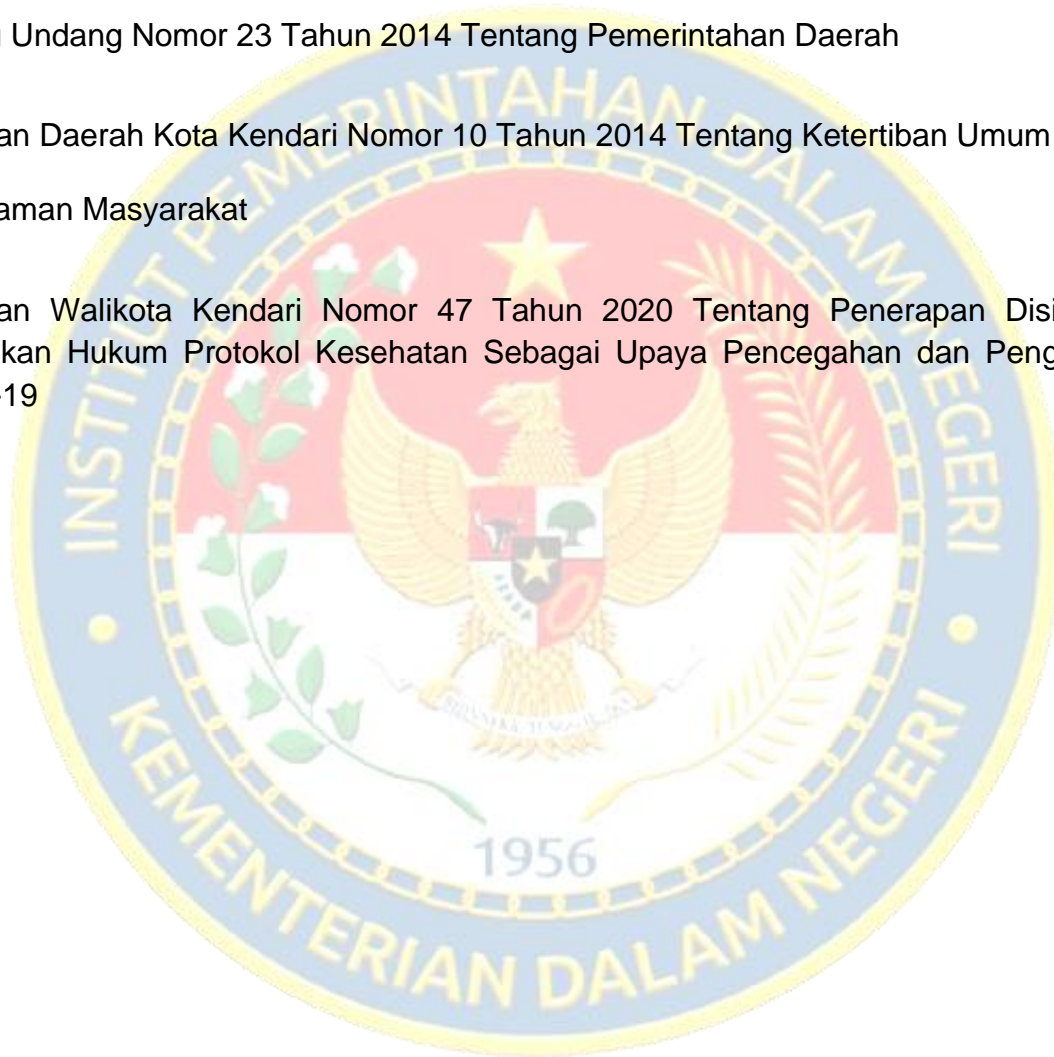 Undang Nomor 23 Tahun 2014 Tentang Pemerintahan Daerah
an Daerah Kota Kendari Nomor 10 Tahun 2014 Tentang Ketertiban Umum
aman Masyarakat
an Walikota Kendari Nomor 47 Tahun 2020 Tentang Penerapan Disi
kan Hukum Protokol Kesehatan Sebagai Upaya Pencegahan dan Peng
-19
INSTITUT PEMERINTAHAN DALAM NEGERI
1956
KEMENTERIAN DALAM NEGERI